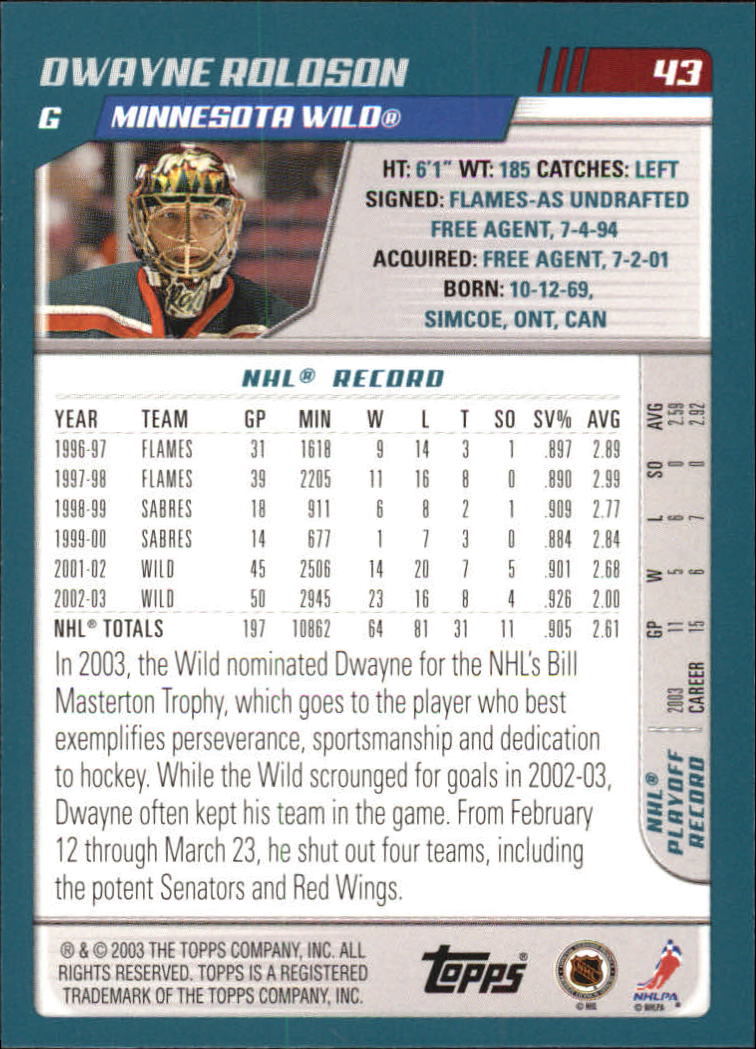 DWAYNE ROLOSON
43
G MINNESOTA WILD®
HT: 6'1" WT: 185 CATCHES: LEFT
SIGNED: FLAMES-AS UNDRAFTED
FREE AGENT, 7-4-94
ACQUIRED: FREE AGENT, 7-2-01
BORN: 10-12-69,
SIMCOE, ONT, CAN
NHL® RECORD
YEAR TEAM GP MIN W L T SO SV% AVG
1996-97 FLAMES 31 1618 9 14 3 1 .897 2.89
1997-98 FLAMES 39 2205 11 16 8 0 .890 2.99
1998-99 SABRES 18 911 6 8 2 1 .909 2.77
1999-00 SABRES 14 677 1 7 3 0 .884 2.84
2001-02 WILD 45 2506 14 20 7 5 .901 2.68
2002-03 WILD 50 2945 23 16 8 4 .926 2.00
NHL® TOTALS 197 10862 64 81 31 11 .905 2.61
In 2003, the Wild nominated Dwayne for the NHL's Bill
Masterton Trophy, which goes to the player who best
exemplifies perseverance, sportsmanship and dedication
to hockey. While the Wild scrounged for goals in 2002-03,
Dwayne often kept his team in the game. From February
12 through March 23, he shut out four teams, including
the potent Senators and Red Wings.
NHL®
PLAYOFF
RECORD
GP W L SO AVG
2003 11 5 6 0 2.59
CAREER 15 6 7 0 2.92
® & © 2003 THE TOPPS COMPANY, INC. ALL
RIGHTS RESERVED. TOPPS IS A REGISTERED
TRADEMARK OF THE TOPPS COMPANY, INC.
Topps®
NHL
© NHL
NHLPA
© NHLPA